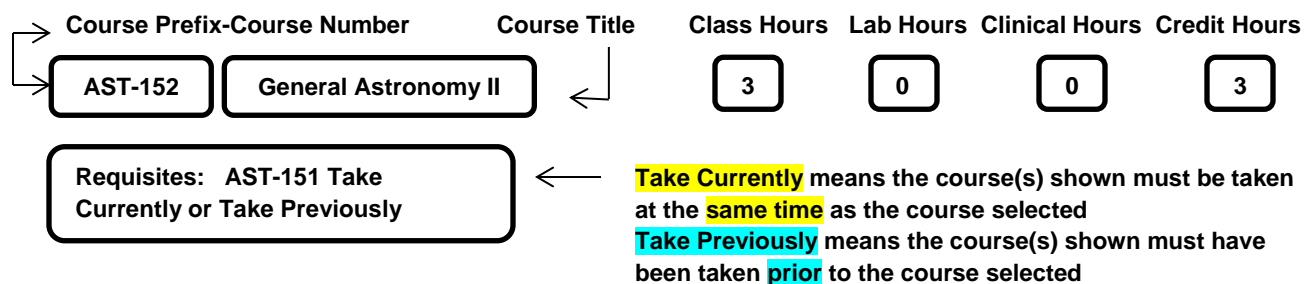 Course Prefix-Course Number Course Title Class Hours Lab Hours Clinical Hours Credit Hours
AST-152 General Astronomy II 3 0 0 3
Requisites: AST-151 Take
Currently or Take Previously
Take Currently means the course(s) shown must be taken
at the same time as the course selected
Take Previously means the course(s) shown must have
been taken prior to the course selected